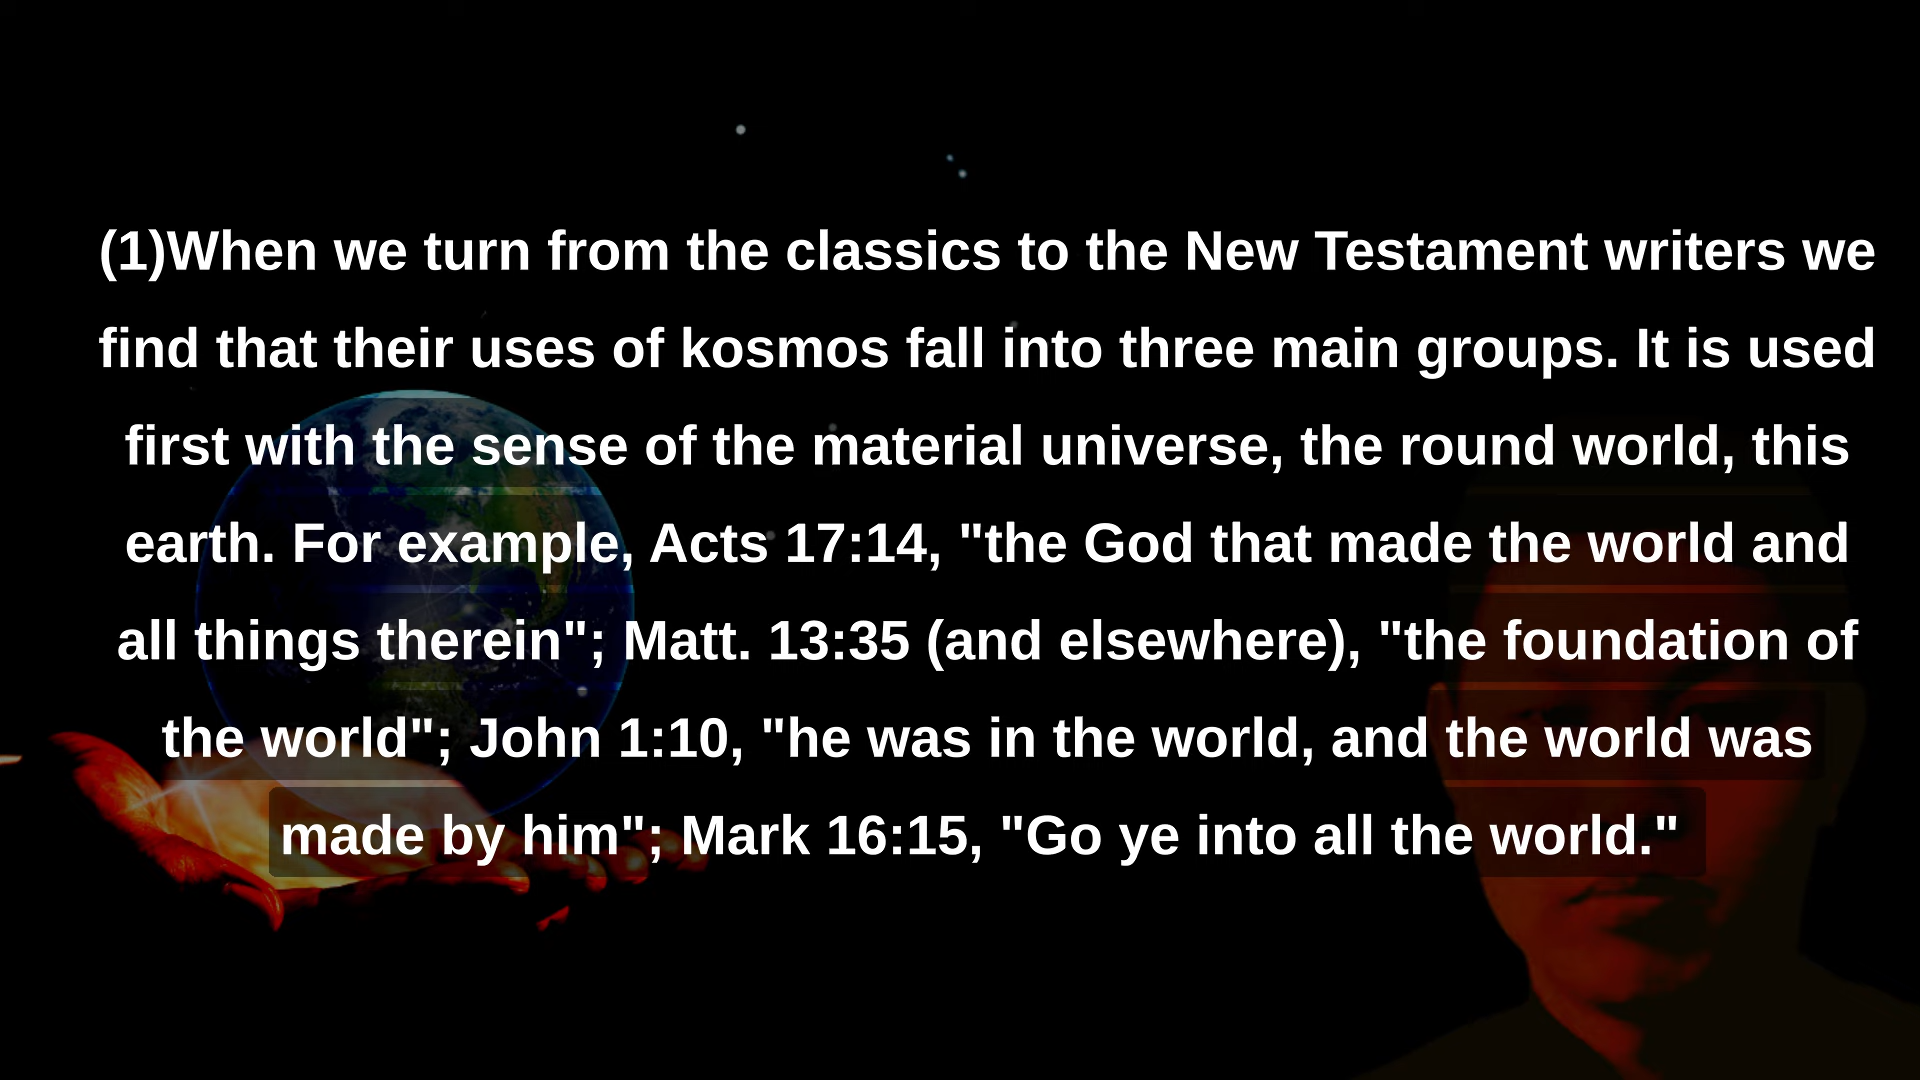 (1)When we turn from the classics to the New Testament writers we
find that their uses of kosmos fall into three main groups. It is used
first with the sense of the material universe, the round world, this
earth. For example, Acts 17:14, "the God that made the world and
all things therein"; Matt. 13:35 (and elsewhere), "the foundation of
the world"; John 1:10, "he was in the world, and the world was
made by him"; Mark 16:15, "Go ye into all the world."